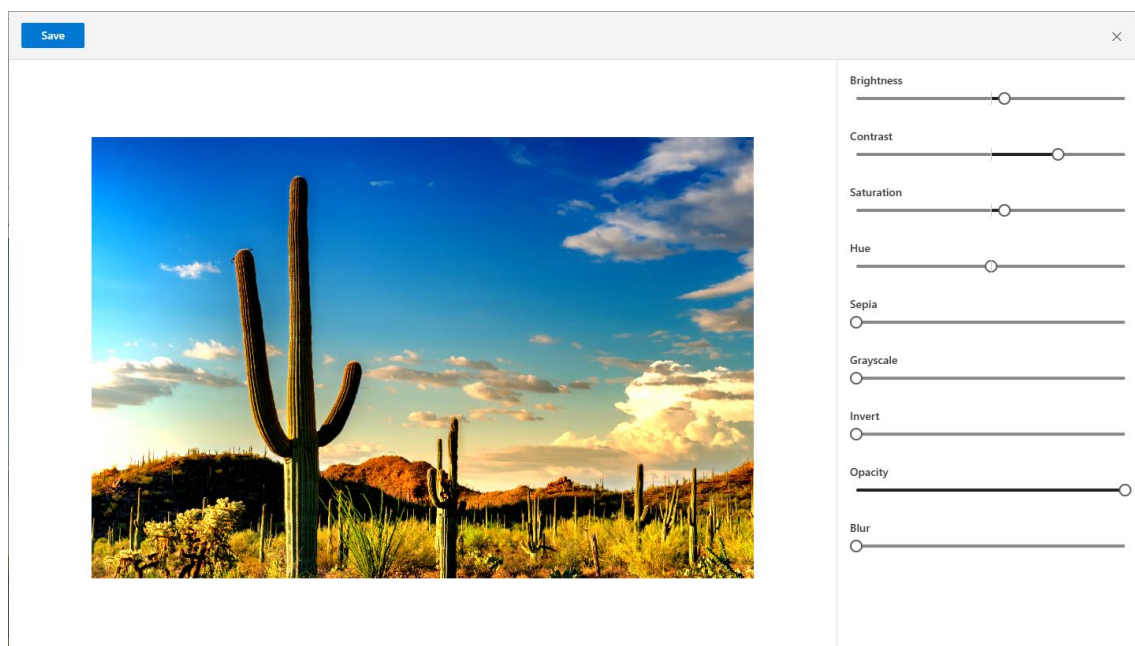 Save
Brightness
Contrast
Saturation
Hue
Sepia
Grayscale
Invert
Opacity
Blur